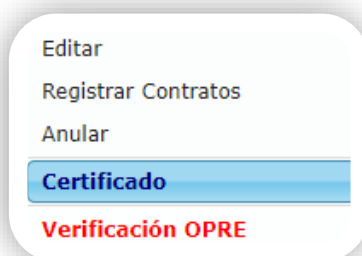 Editar
Registrar Contratos
Anular
Certificado
Verificación OPRE